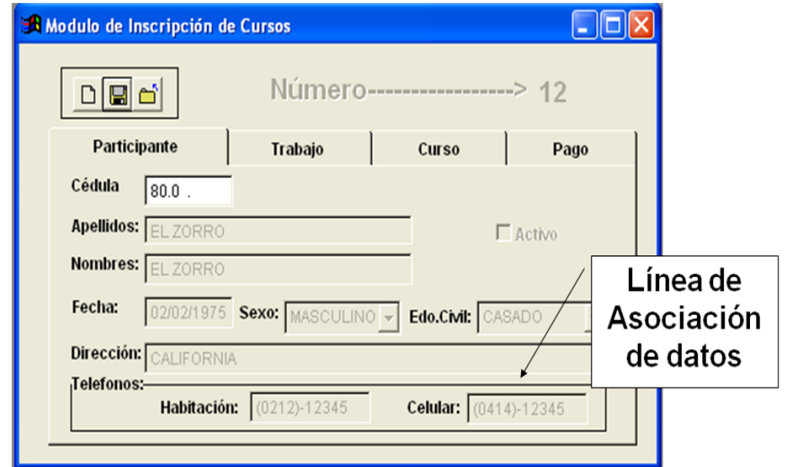 Modulo de Inscripción de Cursos
Número-----------------> 12
Participante Trabajo Curso Pago
Cédula 80.0 .
Apellidos: EL ZORRO Activo
Nombres: EL ZORRO
Fecha: 02/02/1975 Sexo: MASCULINO Edo.Civil: CASADO
Dirección: CALIFORNIA
Telefonos:
Habitación: (0212)-12345 Celular: (0414)-12345
Línea de
Asociación
de datos